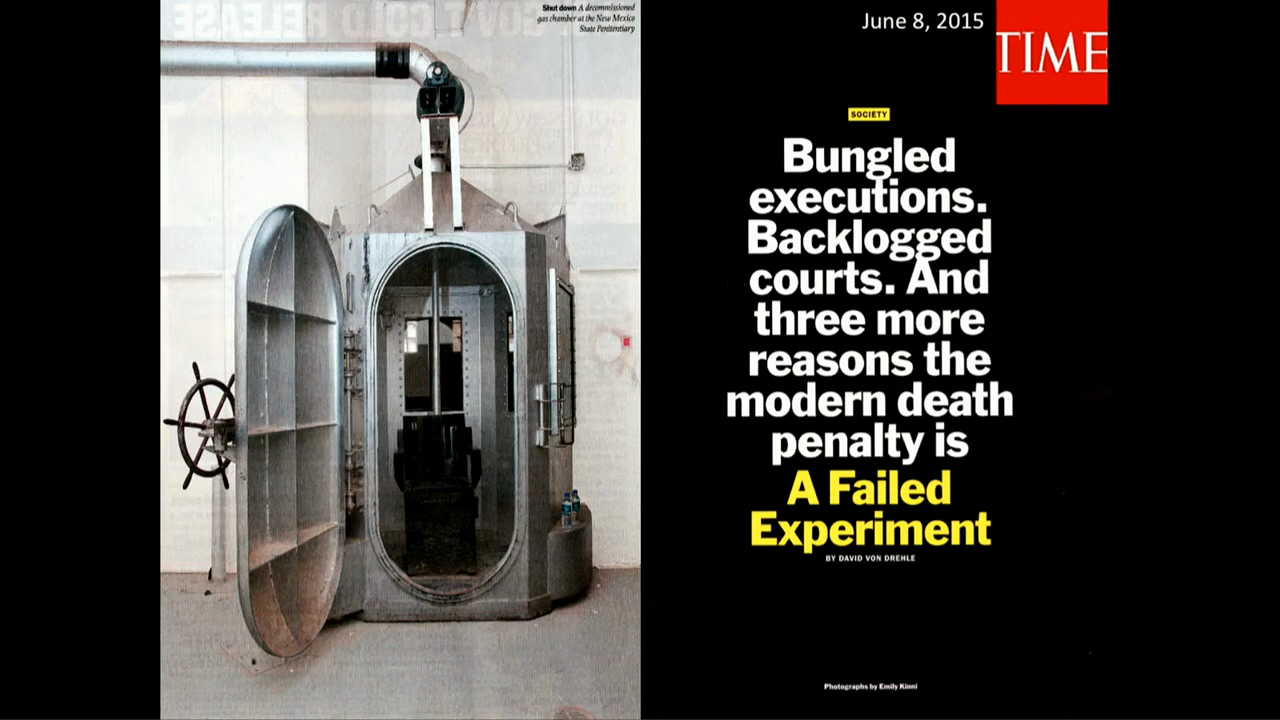 Shut down A decommissioned
gas chamber at the New Mexico
State Penitentiary
June 8, 2015
TIME
SOCIETY
Bungled
executions.
Backlogged
courts. And
three more
reasons the
modern death
penalty is
A Failed
Experiment
BY DAVID VON DREHLE
Photographs by Emily Kinni